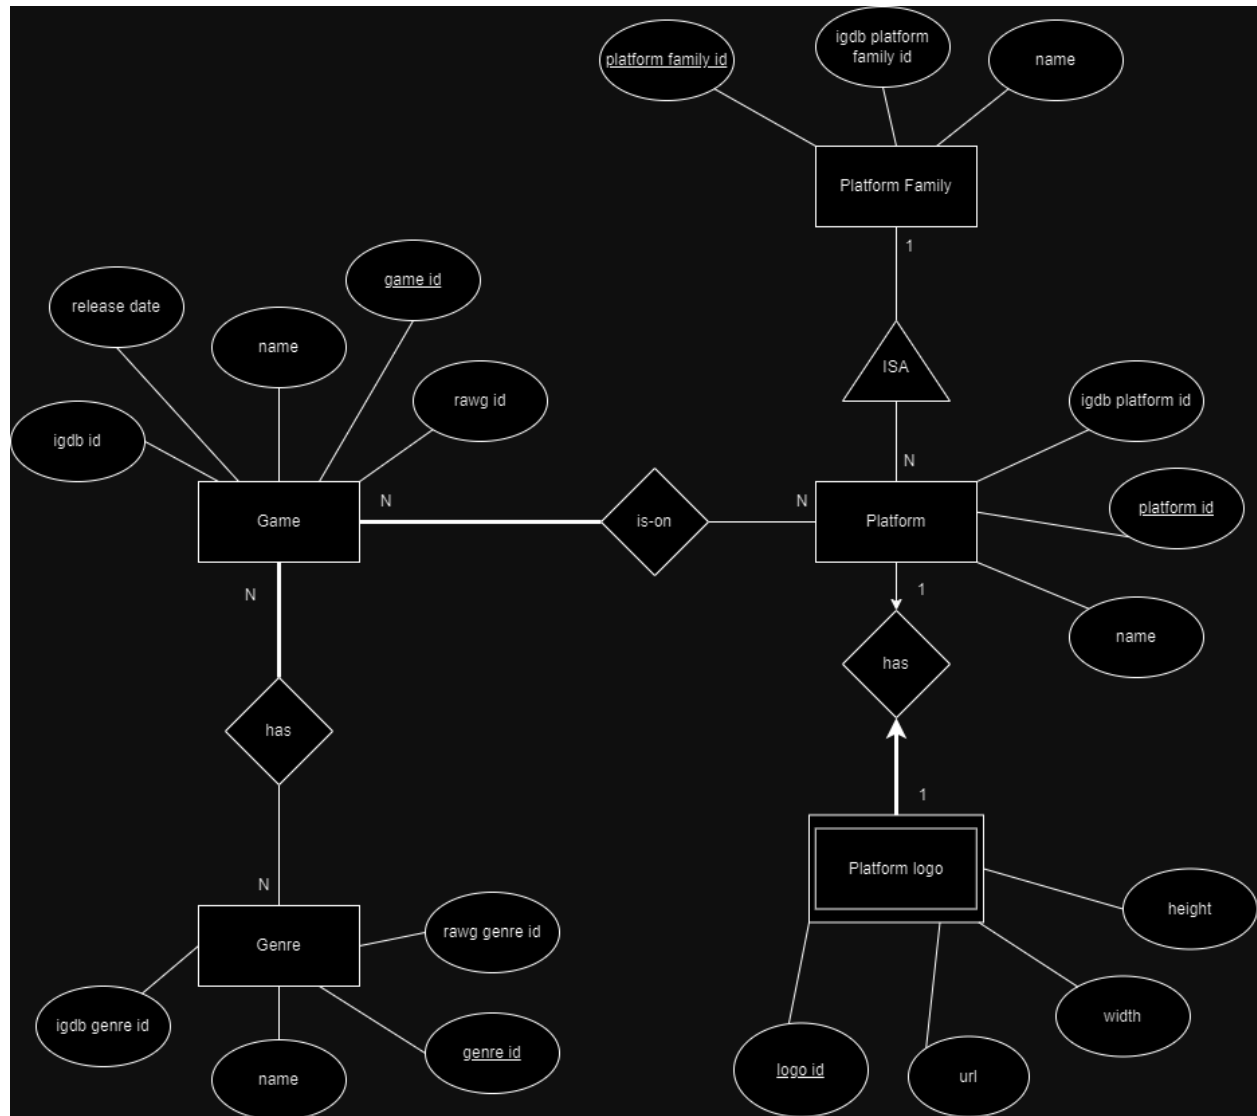 platform family id
igdb platform
family id
name
Platform Family
1
game id
release date
name
ISA
rawg id
igdb platform id
igdb id
N
N
N
platform id
Game
is-on
Platform
N
1
name
has
has
1
Platform logo
height
N
rawg genre id
Genre
igdb genre id
width
genre id
logo id
url
name